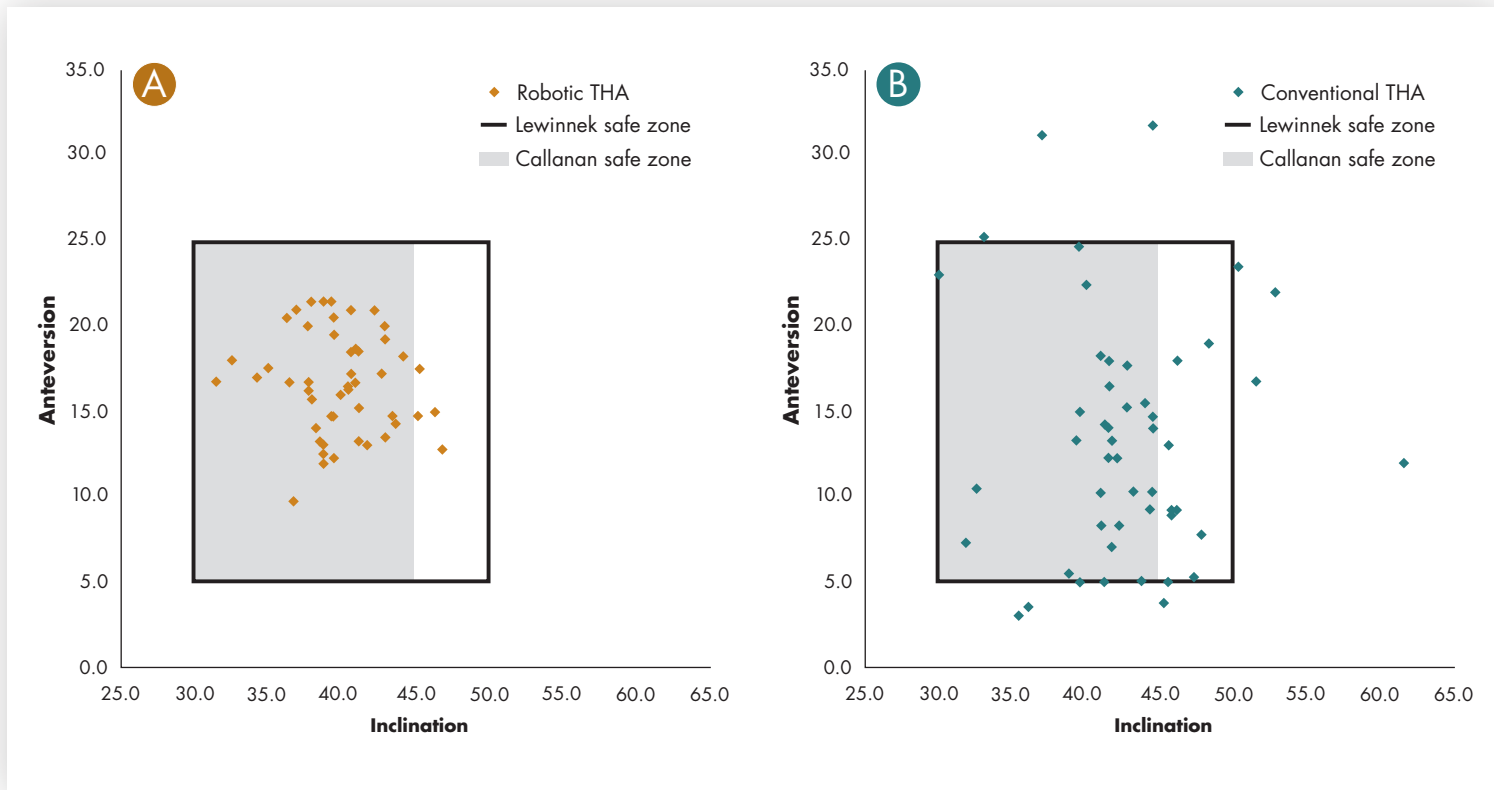 A
35.0
30.0
25.0
20.0
15.0
10.0
5.0
0.0
Anteversion
Robotic THA
Lewinnek safe zone
Callanan safe zone
25.0 30.0 35.0 40.0 45.0 50.0 55.0 60.0 65.0
Inclination
B
35.0
30.0
25.0
20.0
15.0
10.0
5.0
0.0
Anteversion
Conventional THA
Lewinnek safe zone
Callanan safe zone
25.0 30.0 35.0 40.0 45.0 50.0 55.0 60.0 65.0
Inclination